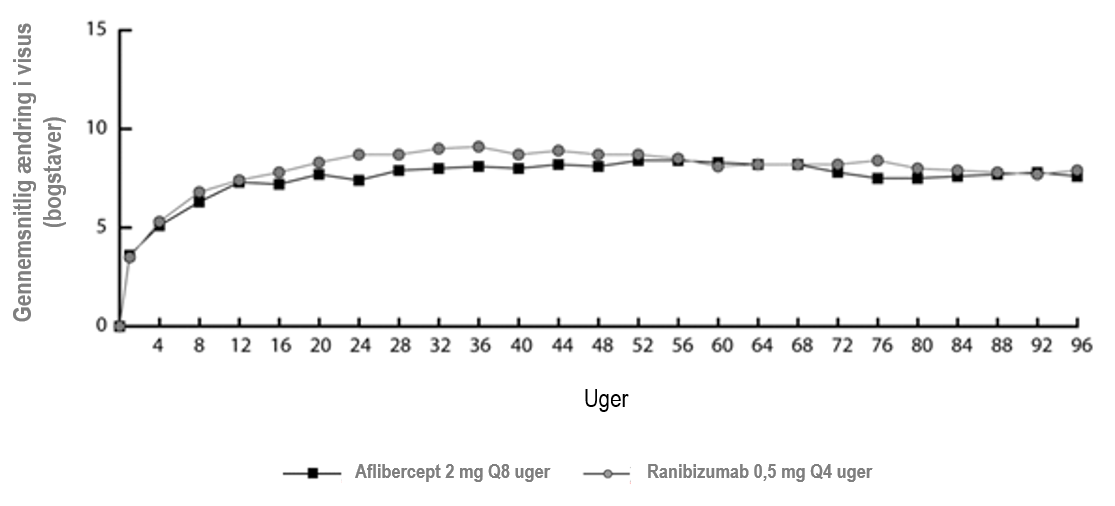 Gennemsnitlig ændring i visus
(bogstaver)
15
10
5
0
4 8 12 16 20 24 28 32 36 40 44 48 52 56 60 64 68 72 76 80 84 88 92 96
Uger
Aflibercept 2 mg Q8 uger Ranibizumab 0,5 mg Q4 uger